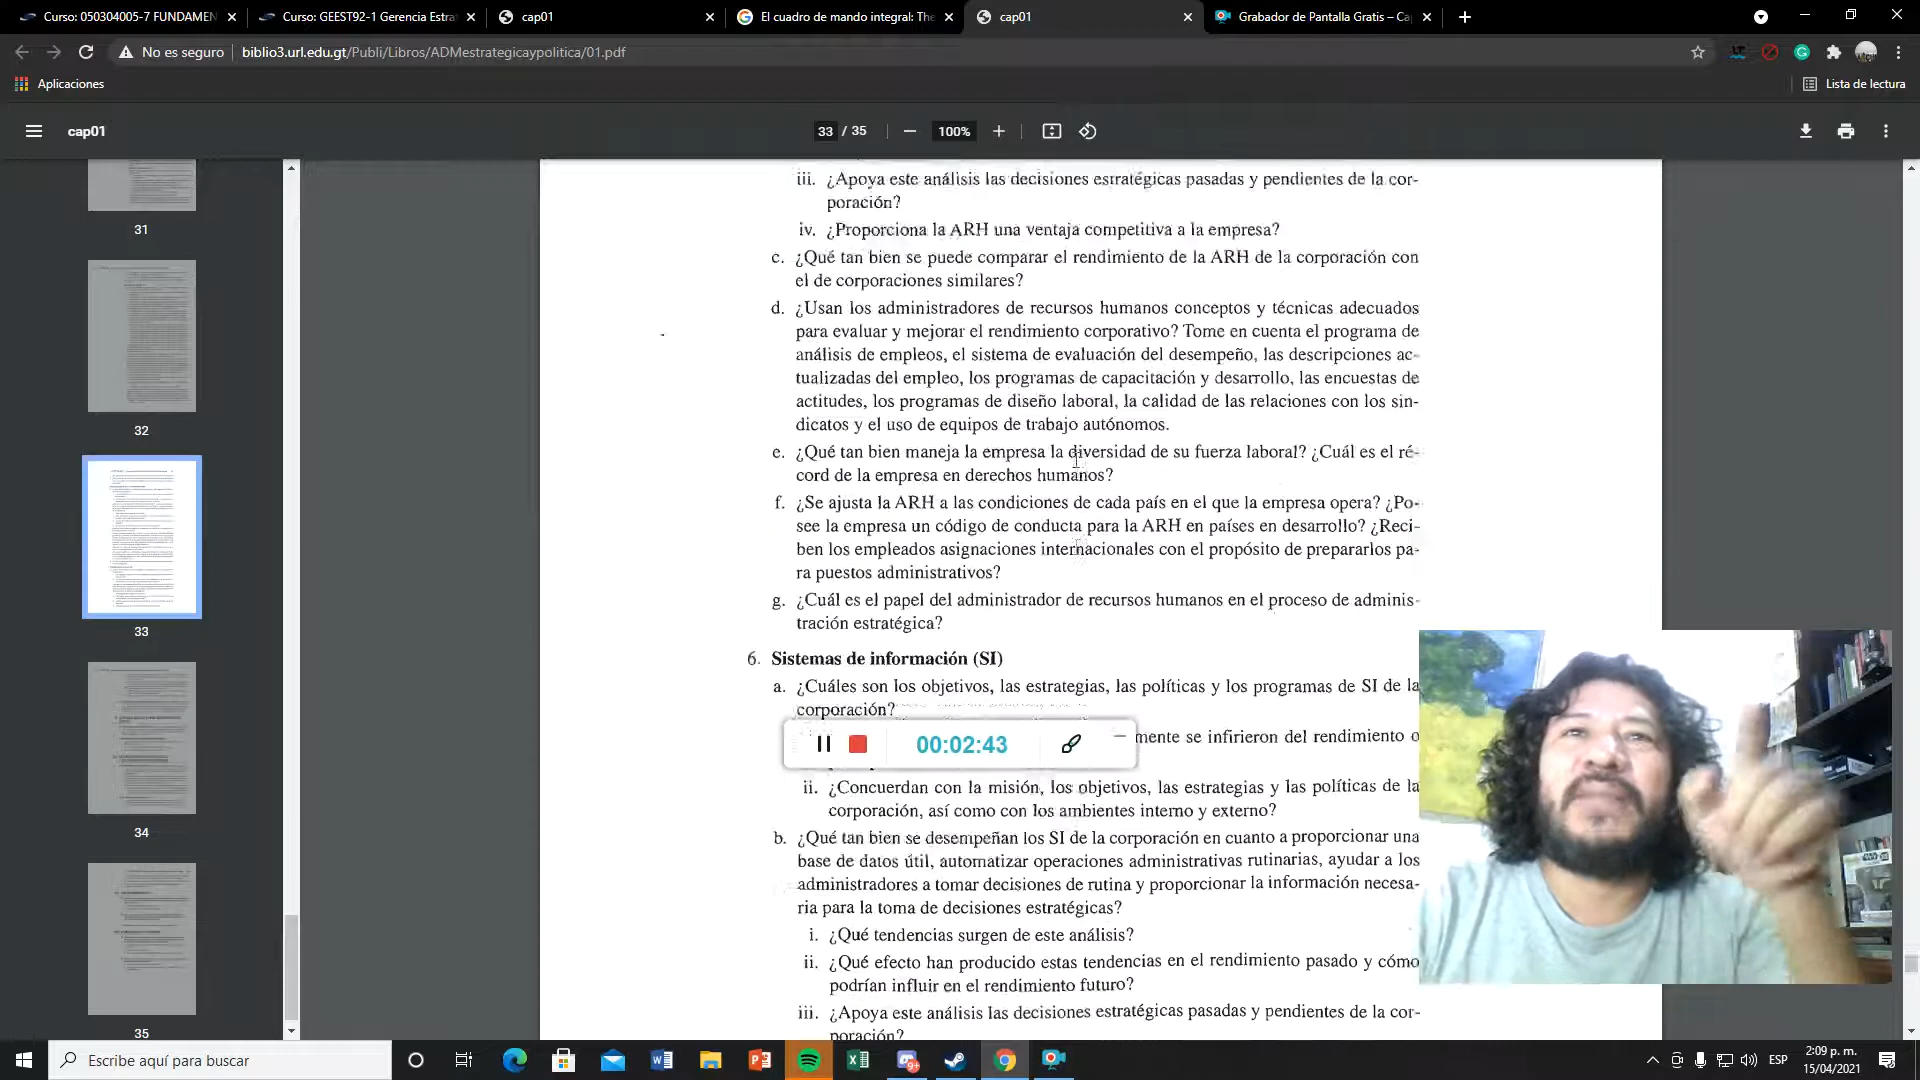 Curso: 050304005-7 FUNDAMEN
Curso: GEEST92-1 Gerencia Estra
cap01
El cuadro de mando integral: The
cap01
Grabador de Pantalla Gratis – Ca
No es seguro
biblio3.url.edu.gt/Publi/Libros/ADMestrategicaypolitica/01.pdf
Aplicaciones
Lista de lectura
cap01
33 / 35
100%
31
32
33
34
35
iii. ¿Apoya este análisis las decisiones estratégicas pasadas y pendientes de la cor-
poración?
iv. ¿Proporciona la ARH una ventaja competitiva a la empresa?
c. ¿Qué tan bien se puede comparar el rendimiento de la ARH de la corporación con
el de corporaciones similares?
d. ¿Usan los administradores de recursos humanos conceptos y técnicas adecuados
para evaluar y mejorar el rendimiento corporativo? Tome en cuenta el programa de
análisis de empleos, el sistema de evaluación del desempeño, las descripciones ac-
tualizadas del empleo, los programas de capacitación y desarrollo, las encuestas de
actitudes, los programas de diseño laboral, la calidad de las relaciones con los sin-
dicatos y el uso de equipos de trabajo autónomos.
e. ¿Qué tan bien maneja la empresa la diversidad de su fuerza laboral? ¿Cuál es el ré-
cord de la empresa en derechos humanos?
f. ¿Se ajusta la ARH a las condiciones de cada país en el que la empresa opera? ¿Po-
see la empresa un código de conducta para la ARH en países en desarrollo? ¿Reci-
ben los empleados asignaciones internacionales con el propósito de prepararlos pa-
ra puestos administrativos?
g. ¿Cuál es el papel del administrador de recursos humanos en el proceso de adminis-
tración estratégica?
6. Sistemas de información (SI)
a. ¿Cuáles son los objetivos, las estrategias, las políticas y los programas de SI de la
corporación?
mente se infirieron del rendimiento o
00:02:43
ii. ¿Concuerdan con la misión, los objetivos, las estrategias y las políticas de la
corporación, así como con los ambientes interno y externo?
b. ¿Qué tan bien se desempeñan los SI de la corporación en cuanto a proporcionar una
base de datos útil, automatizar operaciones administrativas rutinarias, ayudar a los
administradores a tomar decisiones de rutina y proporcionar la información necesa-
ria para la toma de decisiones estratégicas?
i. ¿Qué tendencias surgen de este análisis?
ii. ¿Qué efecto han producido estas tendencias en el rendimiento pasado y cómo
podrían influir en el rendimiento futuro?
iii. ¿Apoya este análisis las decisiones estratégicas pasadas y pendientes de la cor-
poración?
Escribe aquí para buscar
ESP
2:09 p. m.
15/04/2021